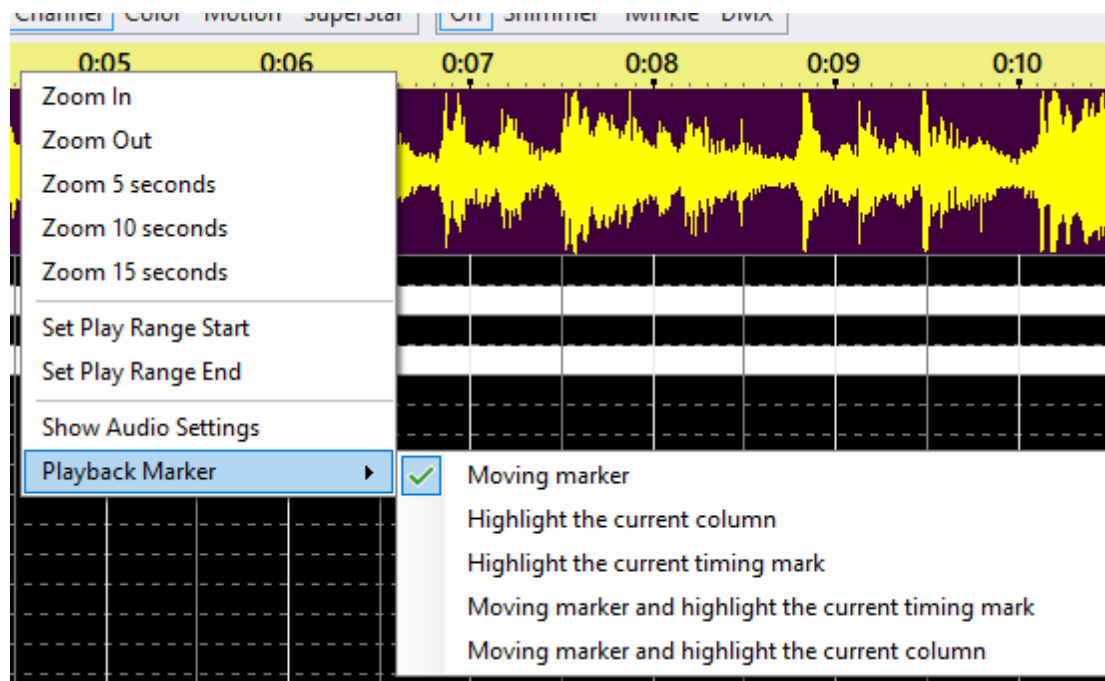 Channel Color Motion SuperStar On Shimmer Twinkle DMX
0:05 0:06 0:07 0:08 0:09 0:10
Zoom In
Zoom Out
Zoom 5 seconds
Zoom 10 seconds
Zoom 15 seconds
Set Play Range Start
Set Play Range End
Show Audio Settings
Playback Marker
Moving marker
Highlight the current column
Highlight the current timing mark
Moving marker and highlight the current timing mark
Moving marker and highlight the current column